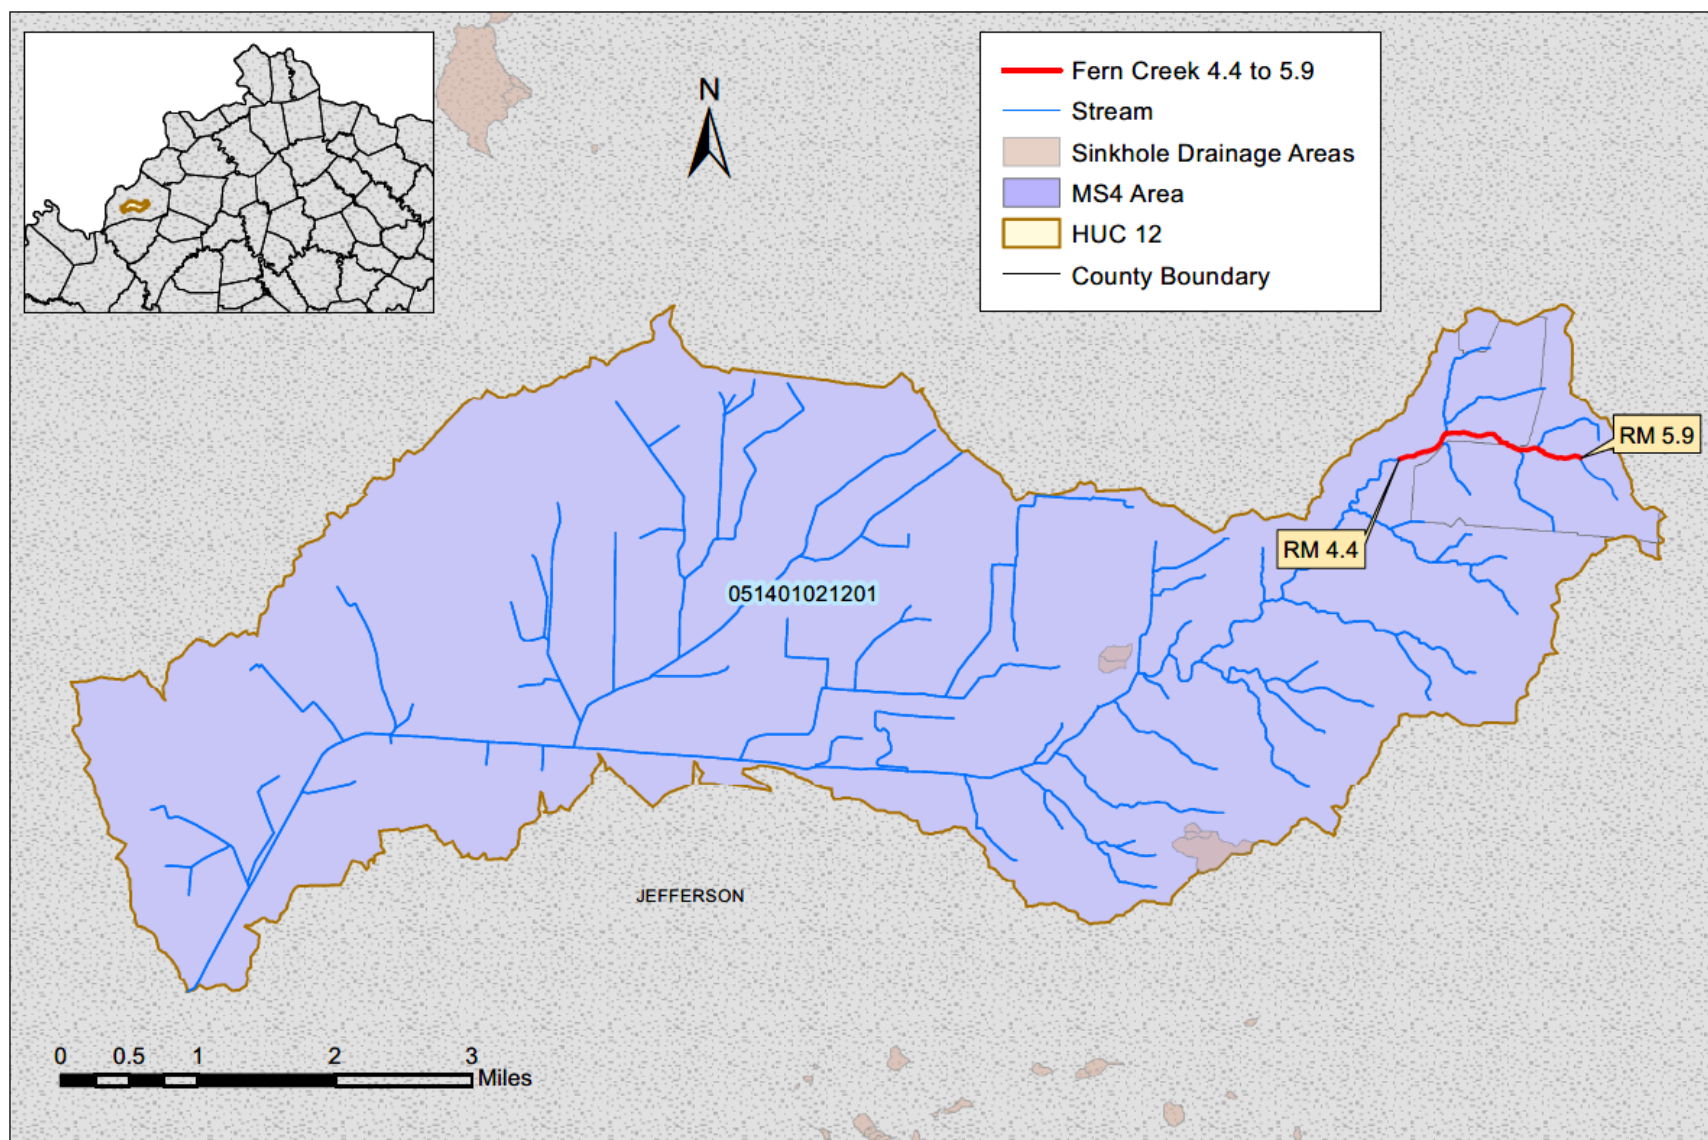 N
Fern Creek 4.4 to 5.9
Stream
Sinkhole Drainage Areas
MS4 Area
HUC 12
County Boundary
RM 5.9
RM 4.4
051401021201
JEFFERSON
0 0.5 1 2 3
Miles